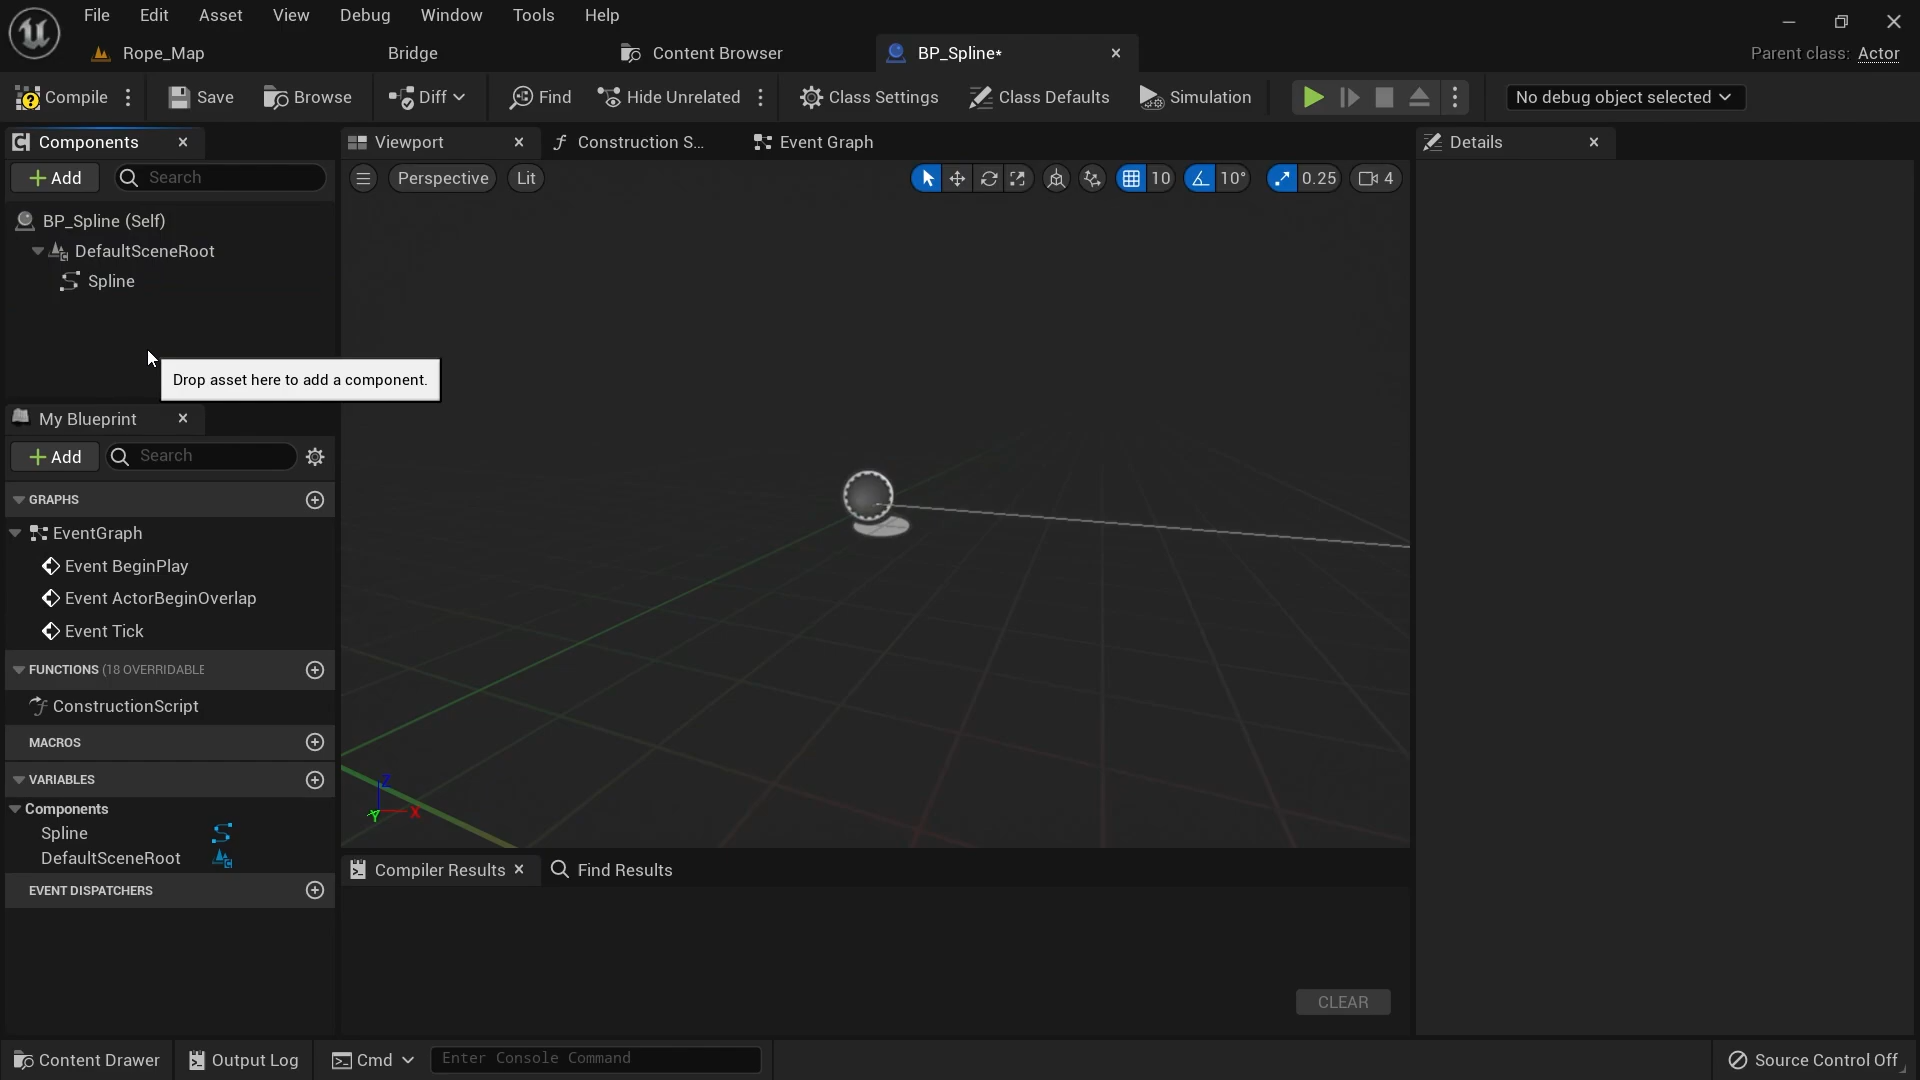 File Edit Asset View Debug Window Tools Help
Rope_Map Bridge Content Browser BP_Spline* Parent class: Actor
Compile Save Browse Diff Find Hide Unrelated Class Settings Class Defaults Simulation No debug object selected
Components Viewport Construction S... Event Graph Details
Add Search Perspective Lit 10 10° 0.25 4
BP_Spline (Self)
DefaultSceneRoot
Spline
Drop asset here to add a component.
My Blueprint
Add Search
GRAPHS
EventGraph
Event BeginPlay
Event ActorBeginOverlap
Event Tick
FUNCTIONS (18 OVERRIDABLE
ConstructionScript
MACROS
VARIABLES
Components
Spline
DefaultSceneRoot
EVENT DISPATCHERS
Z
Y X
Compiler Results Find Results
CLEAR
Content Drawer Output Log Cmd Enter Console Command Source Control Off